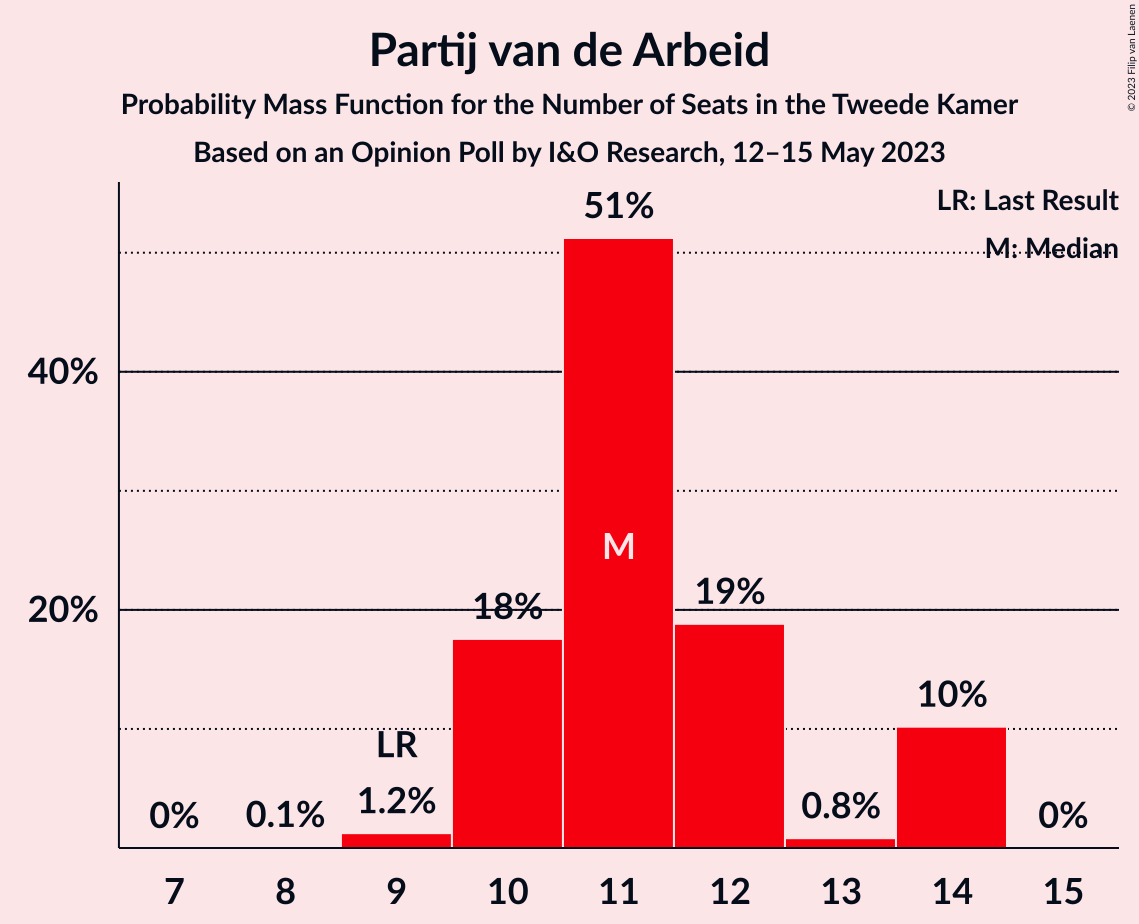 Partij van de Arbeid
Probability Mass Function for the Number of Seats in the Tweede Kamer
Based on an Opinion Poll by I&O Research, 12–15 May 2023
© 2023 Filip van Laenen
LR: Last Result
M: Median
51%
40%
M
20%
18%
19%
10%
LR
0%
0.1%
1.2%
0.8%
0%
7 8 9 10 11 12 13 14 15